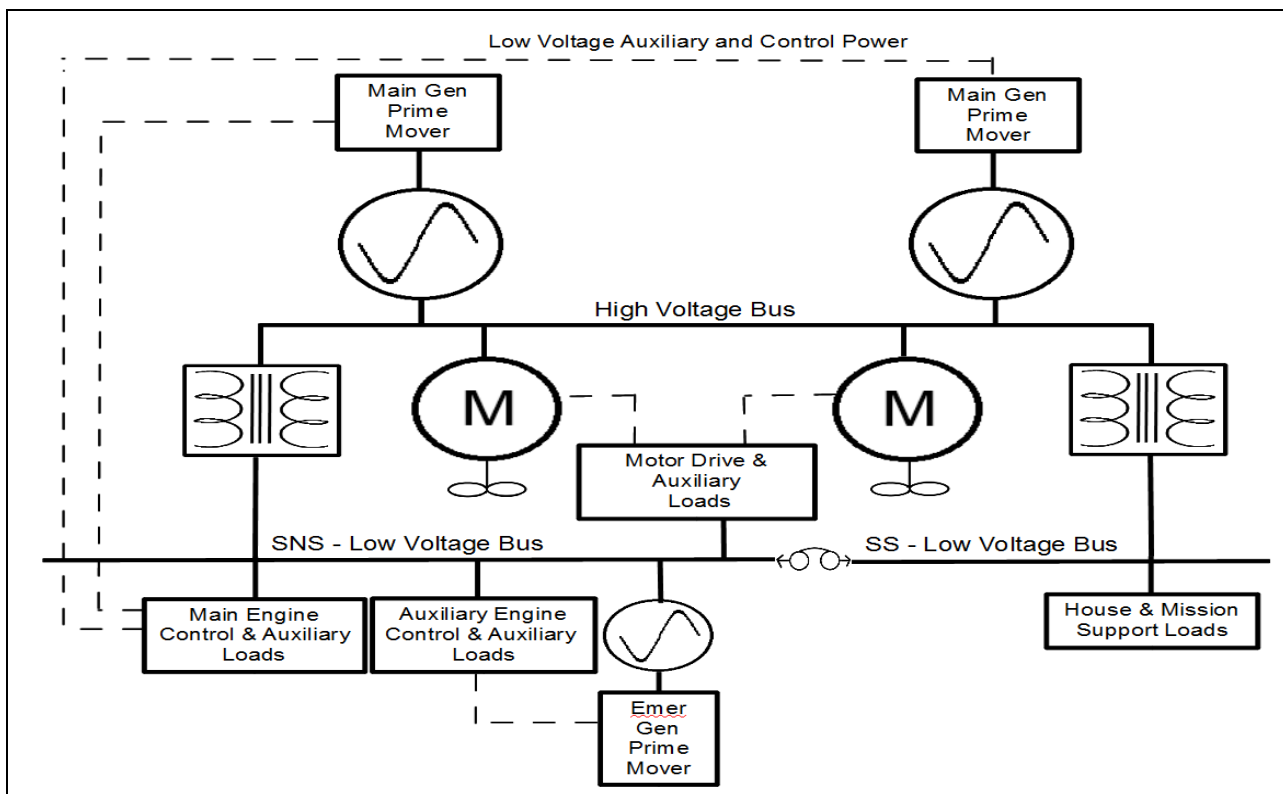 Low Voltage Auxiliary and Control Power
Main Gen
Prime
Mover
Main Gen
Prime
Mover
High Voltage Bus
M
M
Motor Drive &
Auxiliary
Loads
SNS - Low Voltage Bus
SS - Low Voltage Bus
Main Engine
Control & Auxiliary
Loads
Auxiliary Engine
Control & Auxiliary
Loads
House & Mission
Support Loads
Emer
Gen
Prime
Mover